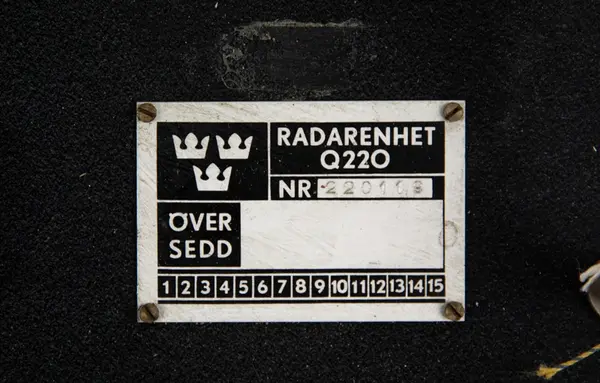 RADARENHET
Q220
NR 220113
ÖVER
SEDD
1 2 3 4 5 6 7 8 9 10 11 12 13 14 15